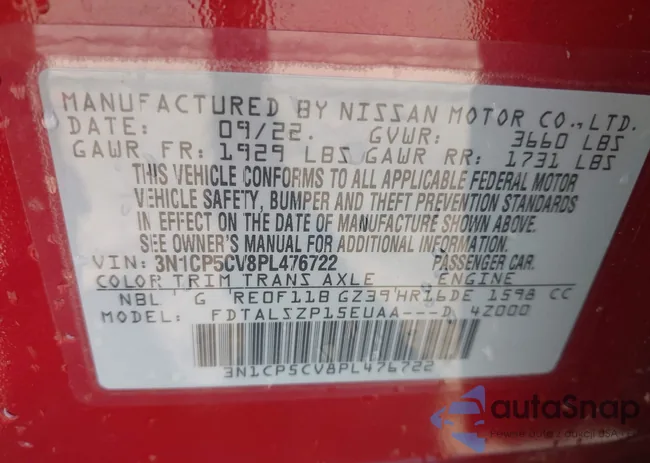 MANUFACTURED BY NISSAN MOTOR CO., LTD.
DATE: 09/22. GVWR: 3660 LBS
GAWR FR: 1929 LBS GAWR RR: 1731 LBS
THIS VEHICLE CONFORMS TO ALL APPLICABLE FEDERAL MOTOR
VEHICLE SAFETY, BUMPER AND THEFT PREVENTION STANDARDS
IN EFFECT ON THE DATE OF MANUFACTURE SHOWN ABOVE.
SEE OWNER'S MANUAL FOR ADDITIONAL INFORMATION.
VIN: 3N1CP5CV8PL476722 PASSENGER CAR.
COLOR TRIM TRANS AXLE ENGINE
NBL G RE0F11B GZ39 HR16DE 1598 CC
FDTALSZP15EUAA---D 4Z000
3N1CP5CV8PL476722
autaSnap